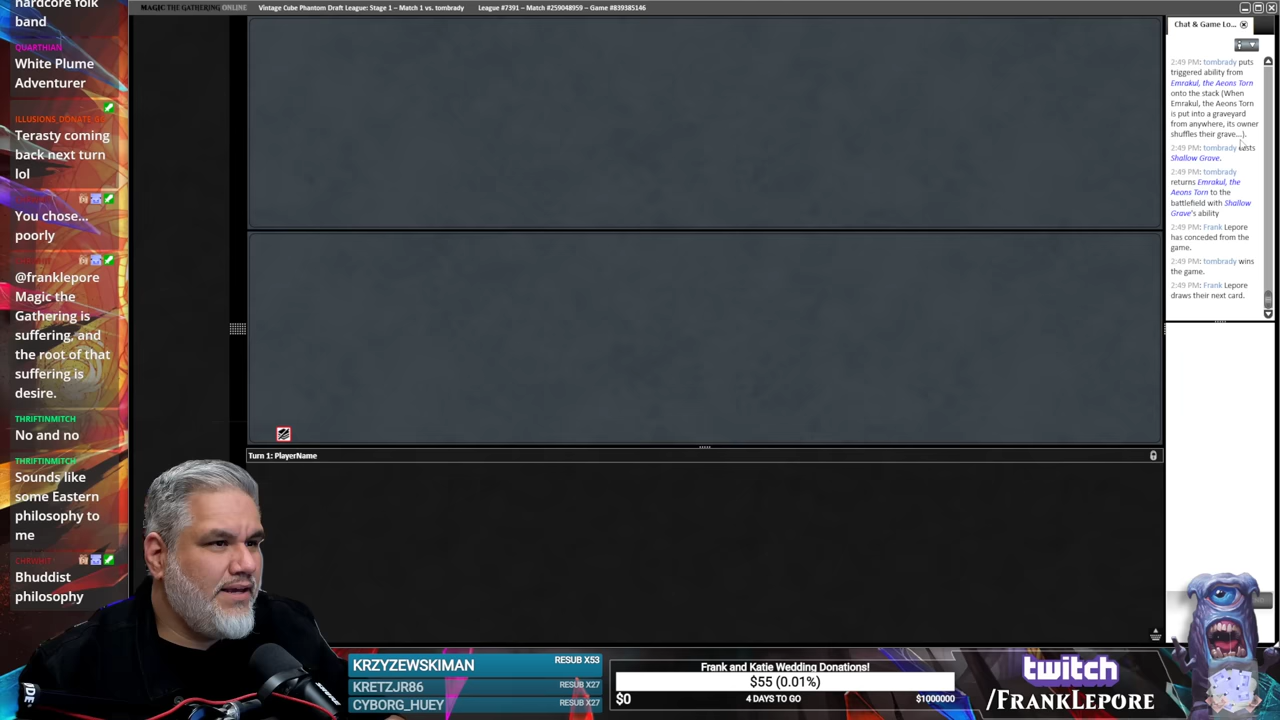 hardcore folk
band
QUARTHIAN
White Plume
Adventurer
Terasty coming
back next turn
lol
You chose...
poorly
@franklepore
Magic the
Gathering is
suffering, and
the root of that
suffering is
desire.
THRIFTINMITCH
No and no
THRIFTINMITCH
Sounds like
some Eastern
philosophy to
me
Bhuddist
philosophy
MAGIC THE GATHERING ONLINE
Vintage Cube Phantom Draft League: Stage 1 – Match 1 vs. tombrady
League #7391 – Match #259048959 – Game #839385146
Turn 1: PlayerName
Chat & Game Lo...
2:49 PM: tombrady puts
triggered ability from
Emrakul, the Aeons Torn
onto the stack (When
Emrakul, the Aeons Torn
is put into a graveyard
from anywhere, its owner
shuffles their grave...).
2:49 PM: tombrady casts
Shallow Grave.
2:49 PM: tombrady
returns Emrakul, the
Aeons Torn to the
battlefield with Shallow
Grave's ability
2:49 PM: Frank Lepore
has conceded from the
game.
2:49 PM: tombrady wins
the game.
2:49 PM: Frank Lepore
draws their next card.
KRZYZEWSKIMAN RESUB X53
KRETZJR86 RESUB X27
CYBORG_HUEY RESUB X27
Frank and Katie Wedding Donations!
$55 (0.01%)
$0 4 DAYS TO GO $1000000
twitch
/FRANKLEPORE